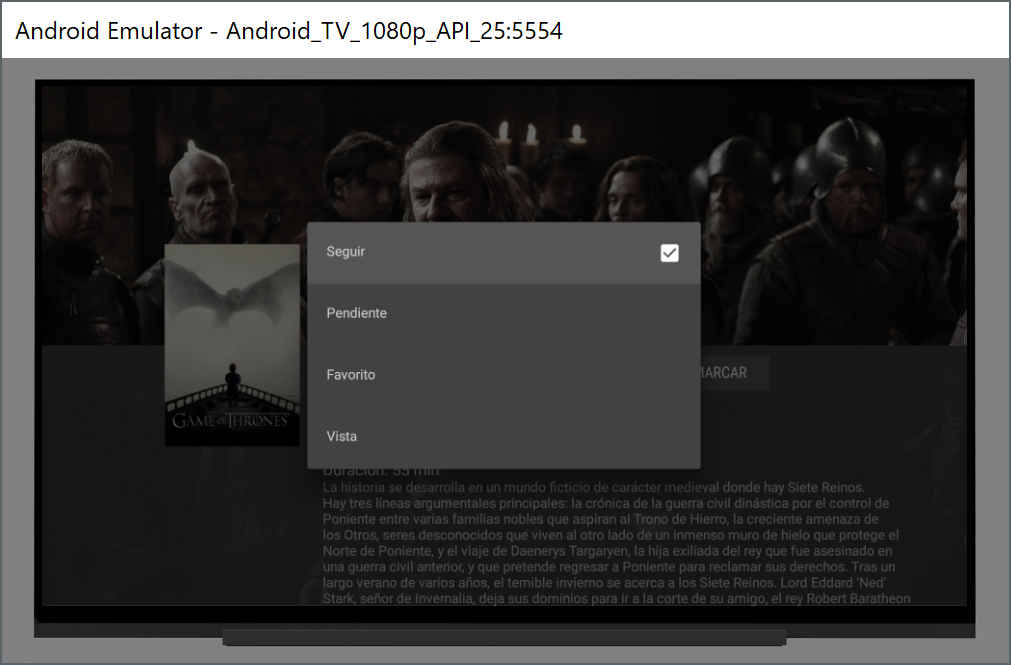 Android Emulator - Android_TV_1080p_API_25:5554
Seguir
Pendiente
Favorito
Vista
MARCAR
GAME OF THRONES
Duración: 55 min
La historia se desarrolla en un mundo ficticio de carácter medieval donde hay Siete Reinos.
Hay tres líneas argumentales principales: la crónica de la guerra civil dinástica por el control de
Poniente entre varias familias nobles que aspiran al Trono de Hierro, la creciente amenaza de
los Otros, seres desconocidos que viven al otro lado de un inmenso muro de hielo que protege el
Norte de Poniente, y el viaje de Daenerys Targaryen, la hija exiliada del rey que fue asesinado en
una guerra civil anterior, y que pretende regresar a Poniente para reclamar sus derechos. Tras un
largo verano de varios años, el temible invierno se acerca a los Siete Reinos. Lord Eddard 'Ned'
Stark, señor de Invernalia, deja sus dominios para ir a la corte de su amigo, el rey Robert Baratheon